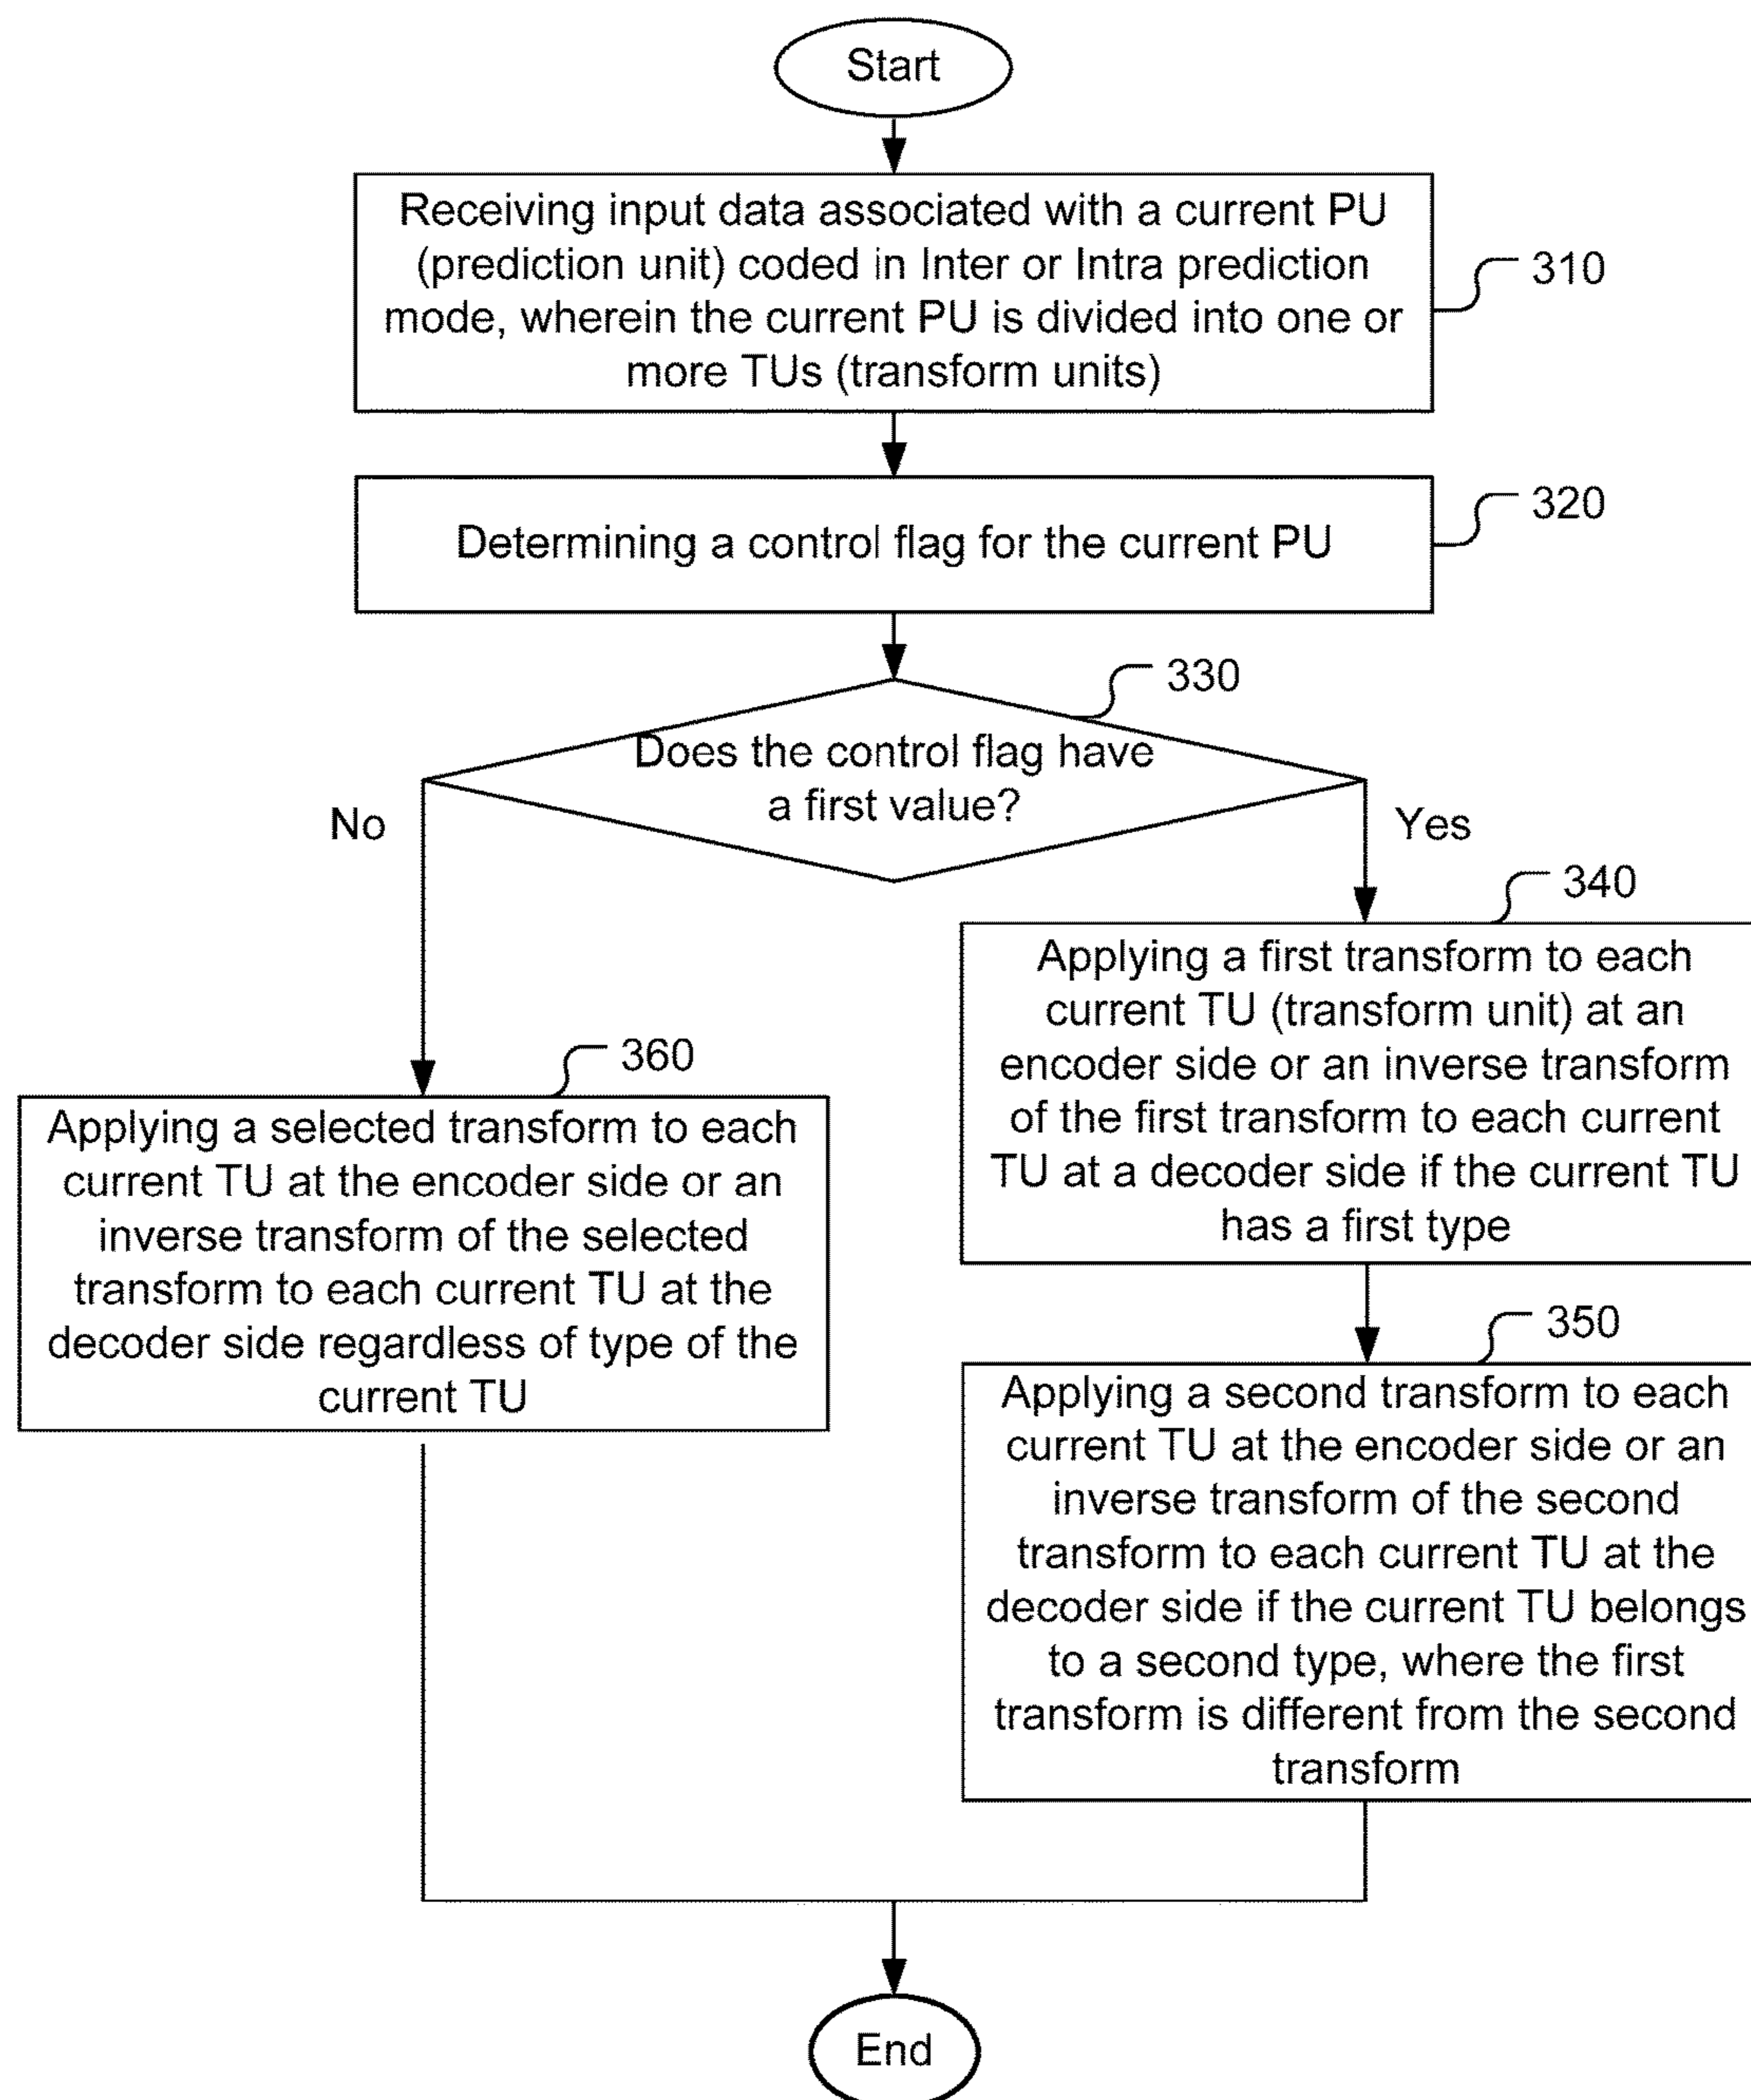 Start
Receiving input data associated with a current PU
(prediction unit) coded in Inter or Intra prediction
mode, wherein the current PU is divided into one or
more TUs (transform units)
310
Determining a control flag for the current PU
320
330
Does the control flag have
a first value?
No
Yes
340
Applying a first transform to each
current TU (transform unit) at an
encoder side or an inverse transform
of the first transform to each current
TU at a decoder side if the current TU
has a first type
360
Applying a selected transform to each
current TU at the encoder side or an
inverse transform of the selected
transform to each current TU at the
decoder side regardless of type of the
current TU
350
Applying a second transform to each
current TU at the encoder side or an
inverse transform of the second
transform to each current TU at the
decoder side if the current TU belongs
to a second type, where the first
transform is different from the second
transform
End